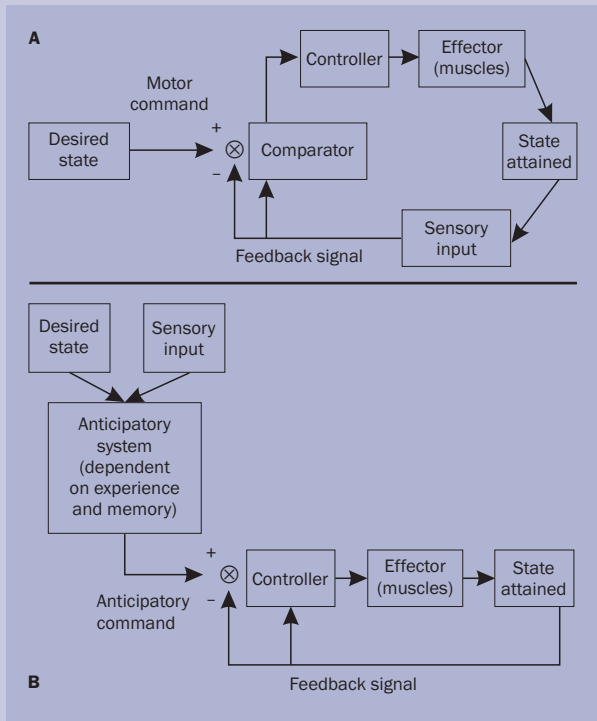 A
Controller
Effector
(muscles)
Motor
command
+
Desired
state
⊗
Comparator
State
attained
-
Sensory
input
Feedback signal
Desired
state
Sensory
input
Anticipatory
system
(dependent
on experience
and memory)
+
⊗
Controller
Effector
(muscles)
State
attained
Anticipatory
command
-
Feedback signal
B